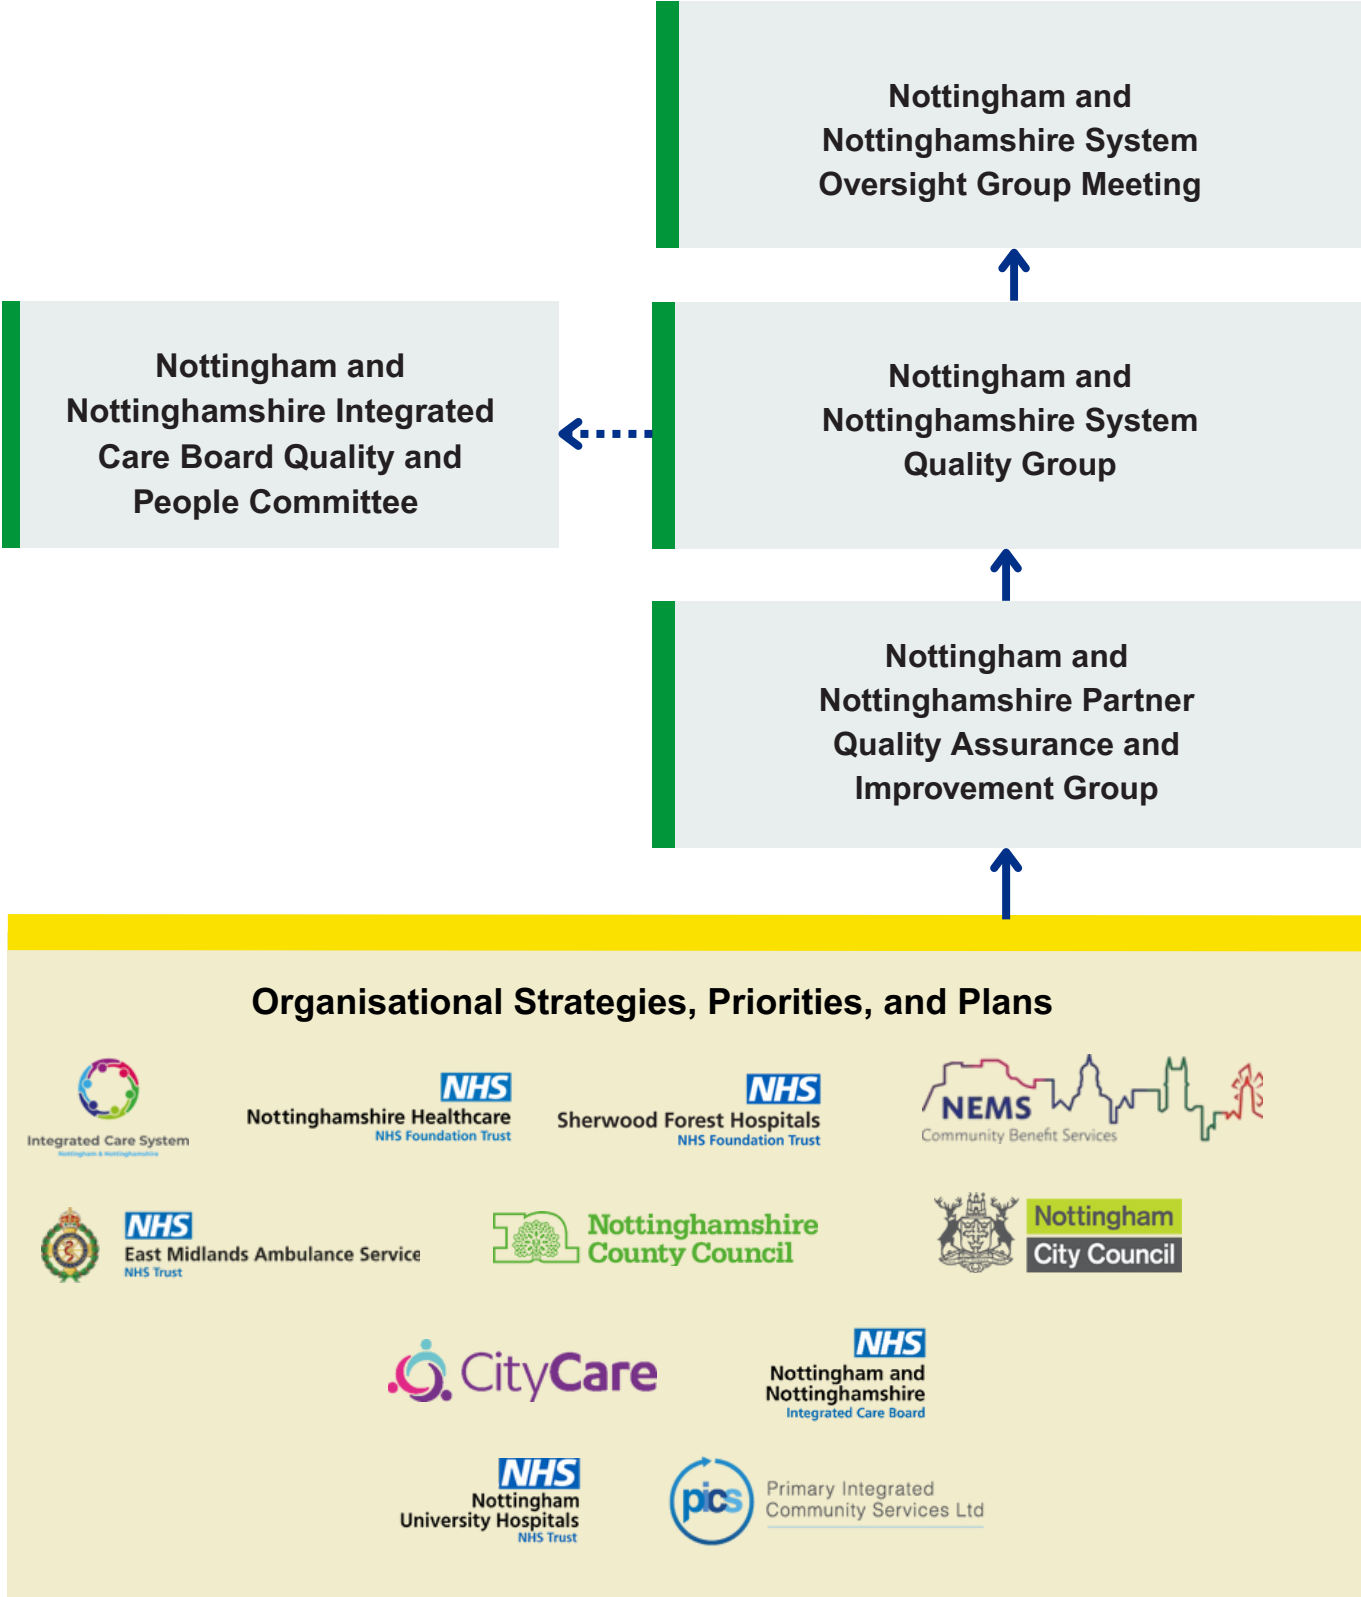 Nottingham and
Nottinghamshire System
Oversight Group Meeting
Nottingham and
Nottinghamshire Integrated
Care Board Quality and
People Committee
Nottingham and
Nottinghamshire System
Quality Group
Nottingham and
Nottinghamshire Partner
Quality Assurance and
Improvement Group
Organisational Strategies, Priorities, and Plans
Integrated Care System
Nottingham & Nottinghamshire
NHS
Nottinghamshire Healthcare
NHS Foundation Trust
NHS
Sherwood Forest Hospitals
NHS Foundation Trust
NEMS
Community Benefit Services
NHS
East Midlands Ambulance Service
NHS Trust
Nottinghamshire
County Council
Nottingham
City Council
CityCare
NHS
Nottingham and
Nottinghamshire
Integrated Care Board
NHS
Nottingham
University Hospitals
NHS Trust
pics
Primary Integrated
Community Services Ltd